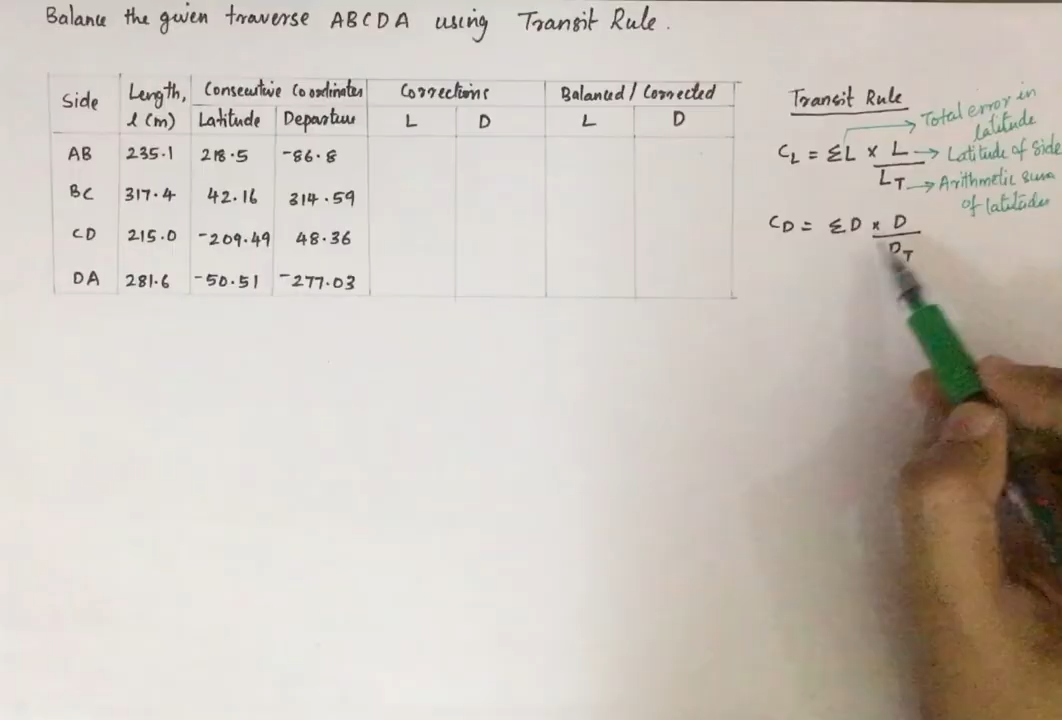 Balance the given traverse ABCDA using Transit Rule.
Side Length, l (m) Consecutive Coordinates Corrections Balanced / Corrected
Latitude Departure L D L D
AB 235.1 218.5 -86.8
BC 317.4 42.16 314.59
CD 215.0 -209.49 48.36
DA 281.6 -50.51 -277.03
Transit Rule
Total error in latitude
CL = ΣL × L / LT
Latitude of side
Arithmetic sum of latitudes
CD = ΣD × D / DT